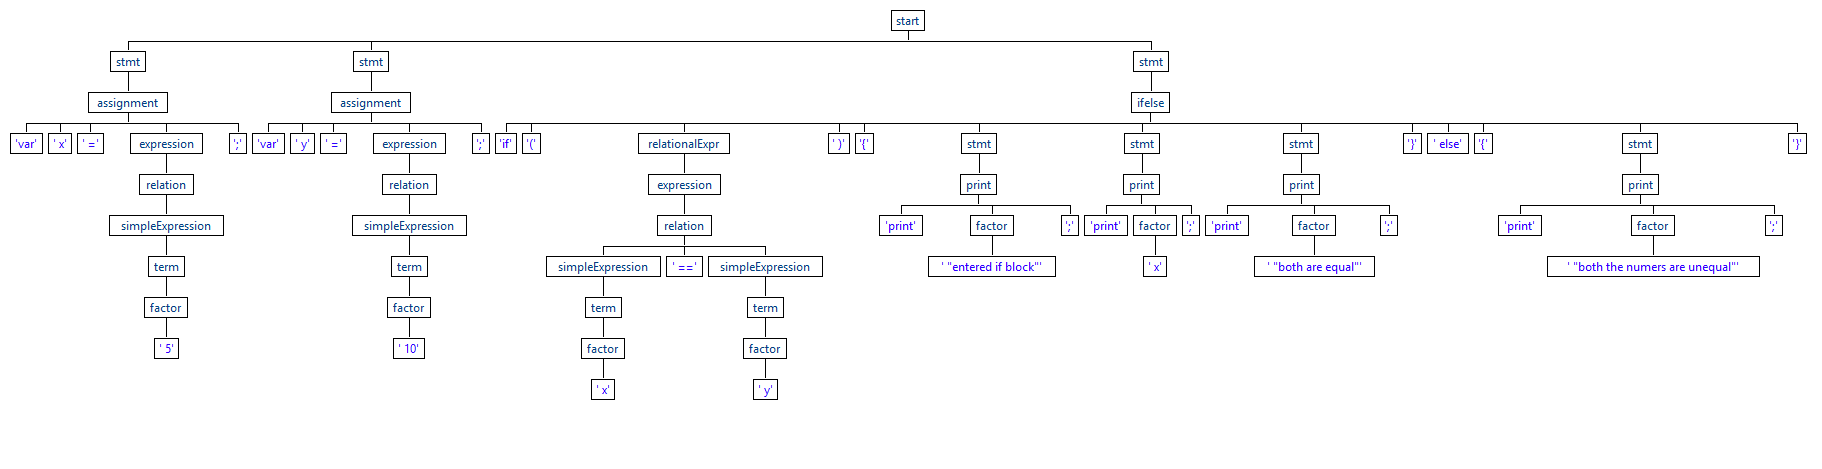 start
stmt stmt stmt
assignment assignment ifelse
'var' ' x' ' =' expression ';' 'var' ' y' ' =' expression ';' 'if' '(' relationalExpr ' )' '{' stmt stmt stmt '}' ' else' '{' stmt '}'
relation relation expression print print print print
simpleExpression simpleExpression relation 'print' factor ';' 'print' factor ';' 'print' factor ';' 'print' factor ';'
term term simpleExpression ' ==' simpleExpression ' "entered if block"' ' x' ' "both are equal"' ' "both the numers are unequal"'
factor factor term term
' 5' ' 10' factor factor
' x' ' y'